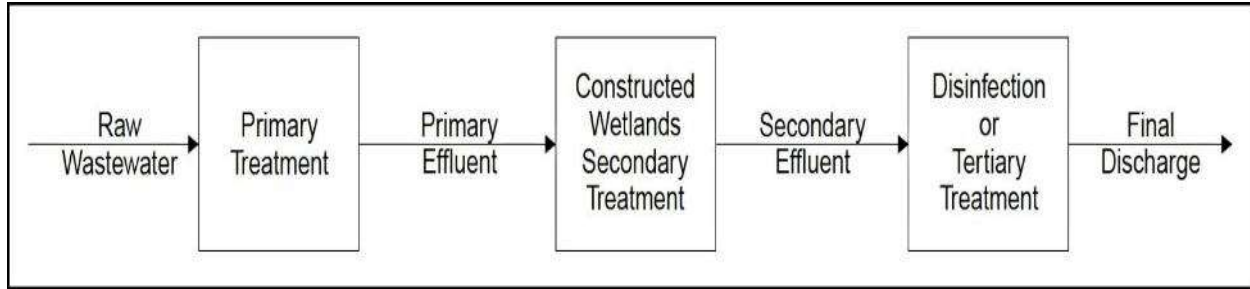 Raw
Wastewater
Primary
Treatment
Primary
Effluent
Constructed
Wetlands
Secondary
Treatment
Secondary
Effluent
Disinfection
or
Tertiary
Treatment
Final
Discharge